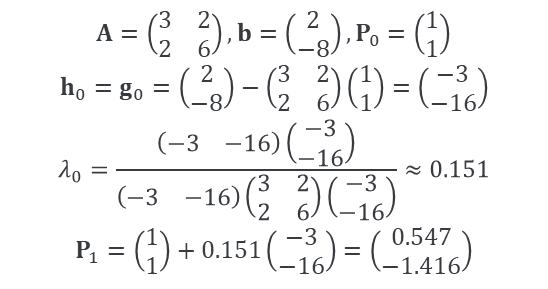 A = (3 2 2 6), b = (2 −8), P₀ = (1 1)
h₀ = g₀ = (2 −8) − (3 2 2 6)(1 1) = (−3 −16)
λ₀ = (−3 −16)(−3 −16) / (−3 −16)(3 2 2 6)(−3 −16) ≈ 0.151
P₁ = (1 1) + 0.151(−3 −16) = (0.547 −1.416)